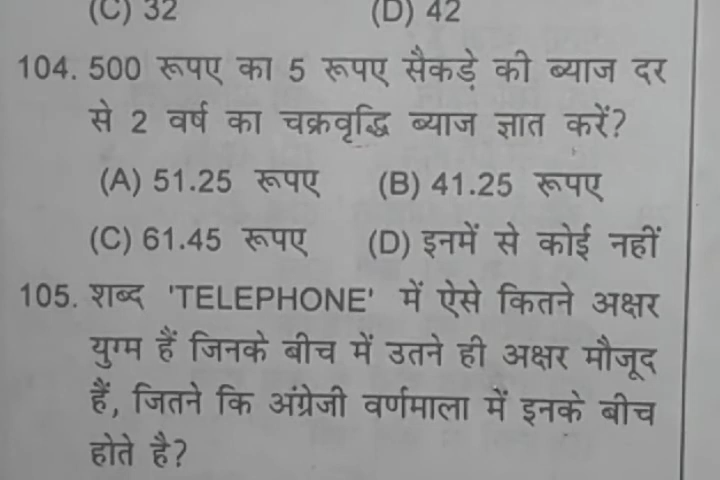 (C) 32 (D) 42
104. 500 रूपए का 5 रूपए सैकड़े की ब्याज दर
से 2 वर्ष का चक्रवृद्धि ब्याज ज्ञात करें?
(A) 51.25 रूपए (B) 41.25 रूपए
(C) 61.45 रूपए (D) इनमें से कोई नहीं
105. शब्द 'TELEPHONE' में ऐसे कितने अक्षर
युग्म हैं जिनके बीच में उतने ही अक्षर मौजूद
हैं, जितने कि अंग्रेजी वर्णमाला में इनके बीच
होते है?